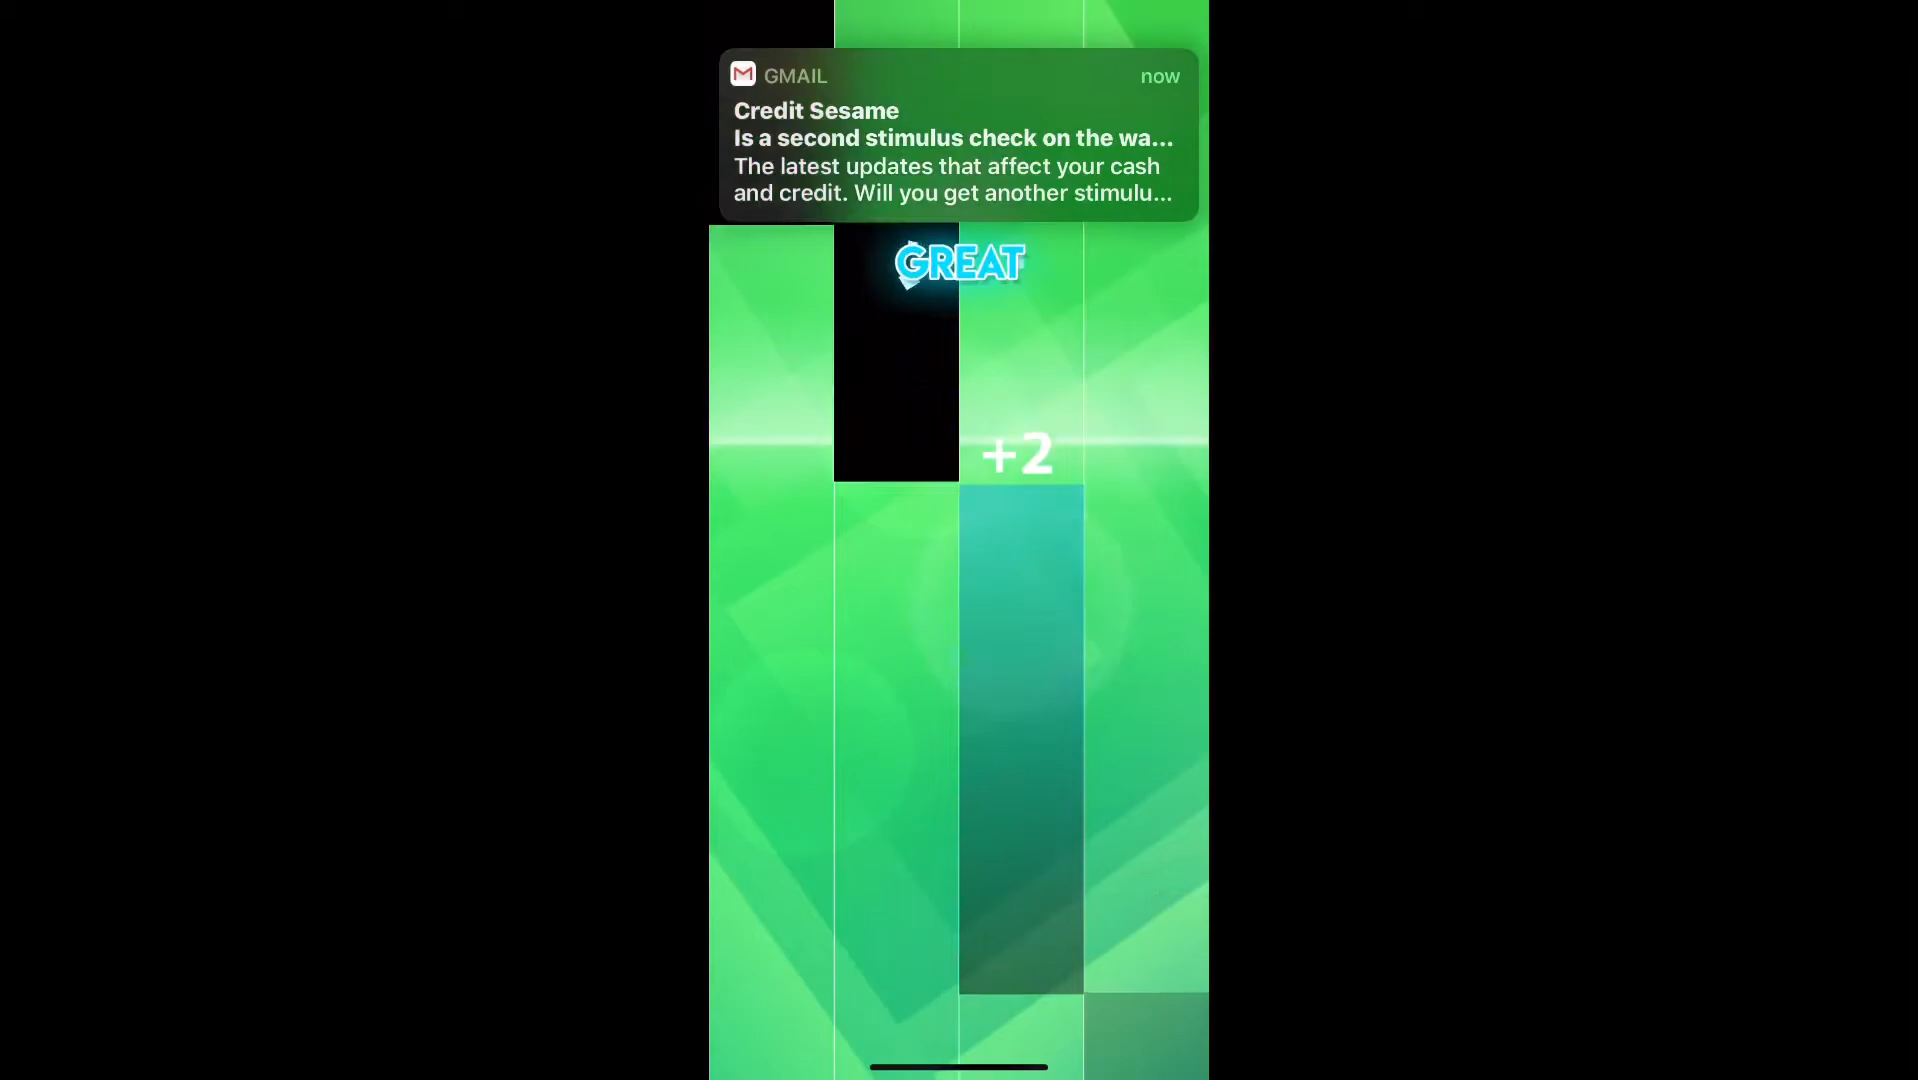 GMAIL now
Credit Sesame
Is a second stimulus check on the wa...
The latest updates that affect your cash
and credit. Will you get another stimulu...
GREAT
+2